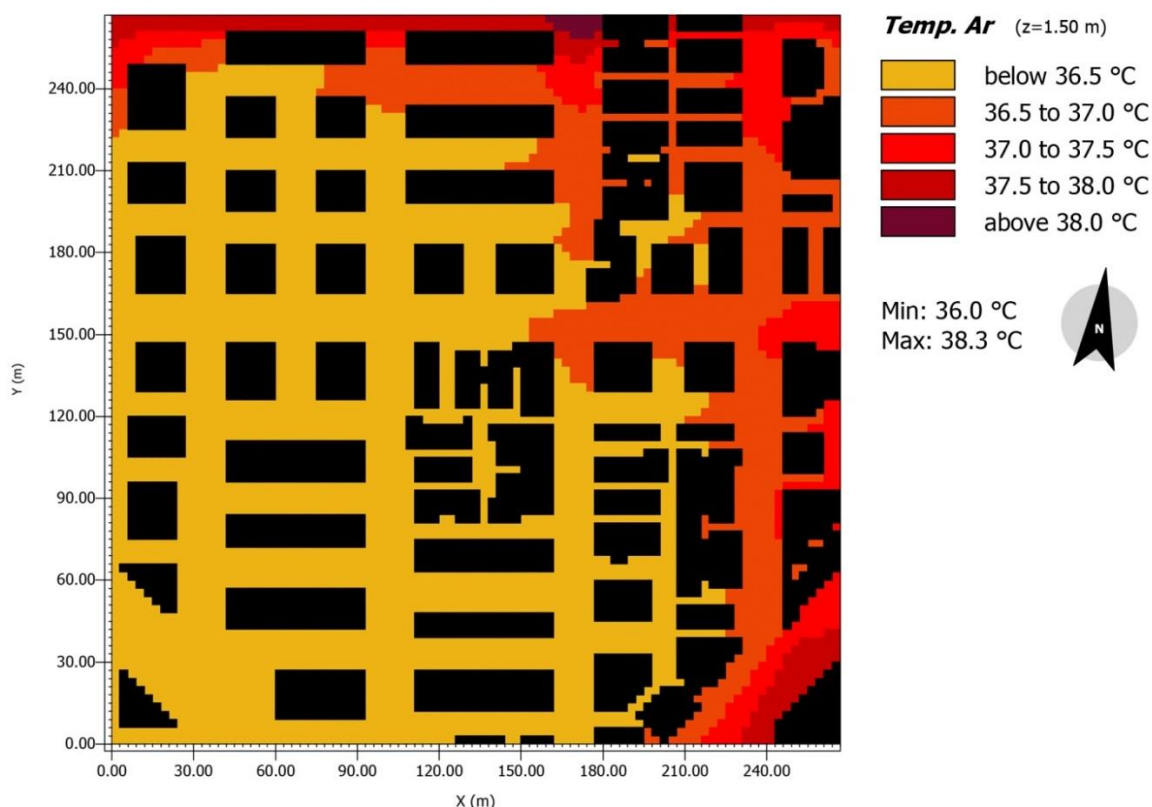 Temp. Ar (z=1.50 m)
below 36.5 °C
36.5 to 37.0 °C
37.0 to 37.5 °C
37.5 to 38.0 °C
above 38.0 °C
Min: 36.0 °C
Max: 38.3 °C
N
240.00
210.00
180.00
150.00
120.00
90.00
60.00
30.00
0.00
Y (m)
0.00 30.00 60.00 90.00 120.00 150.00 180.00 210.00 240.00
X (m)